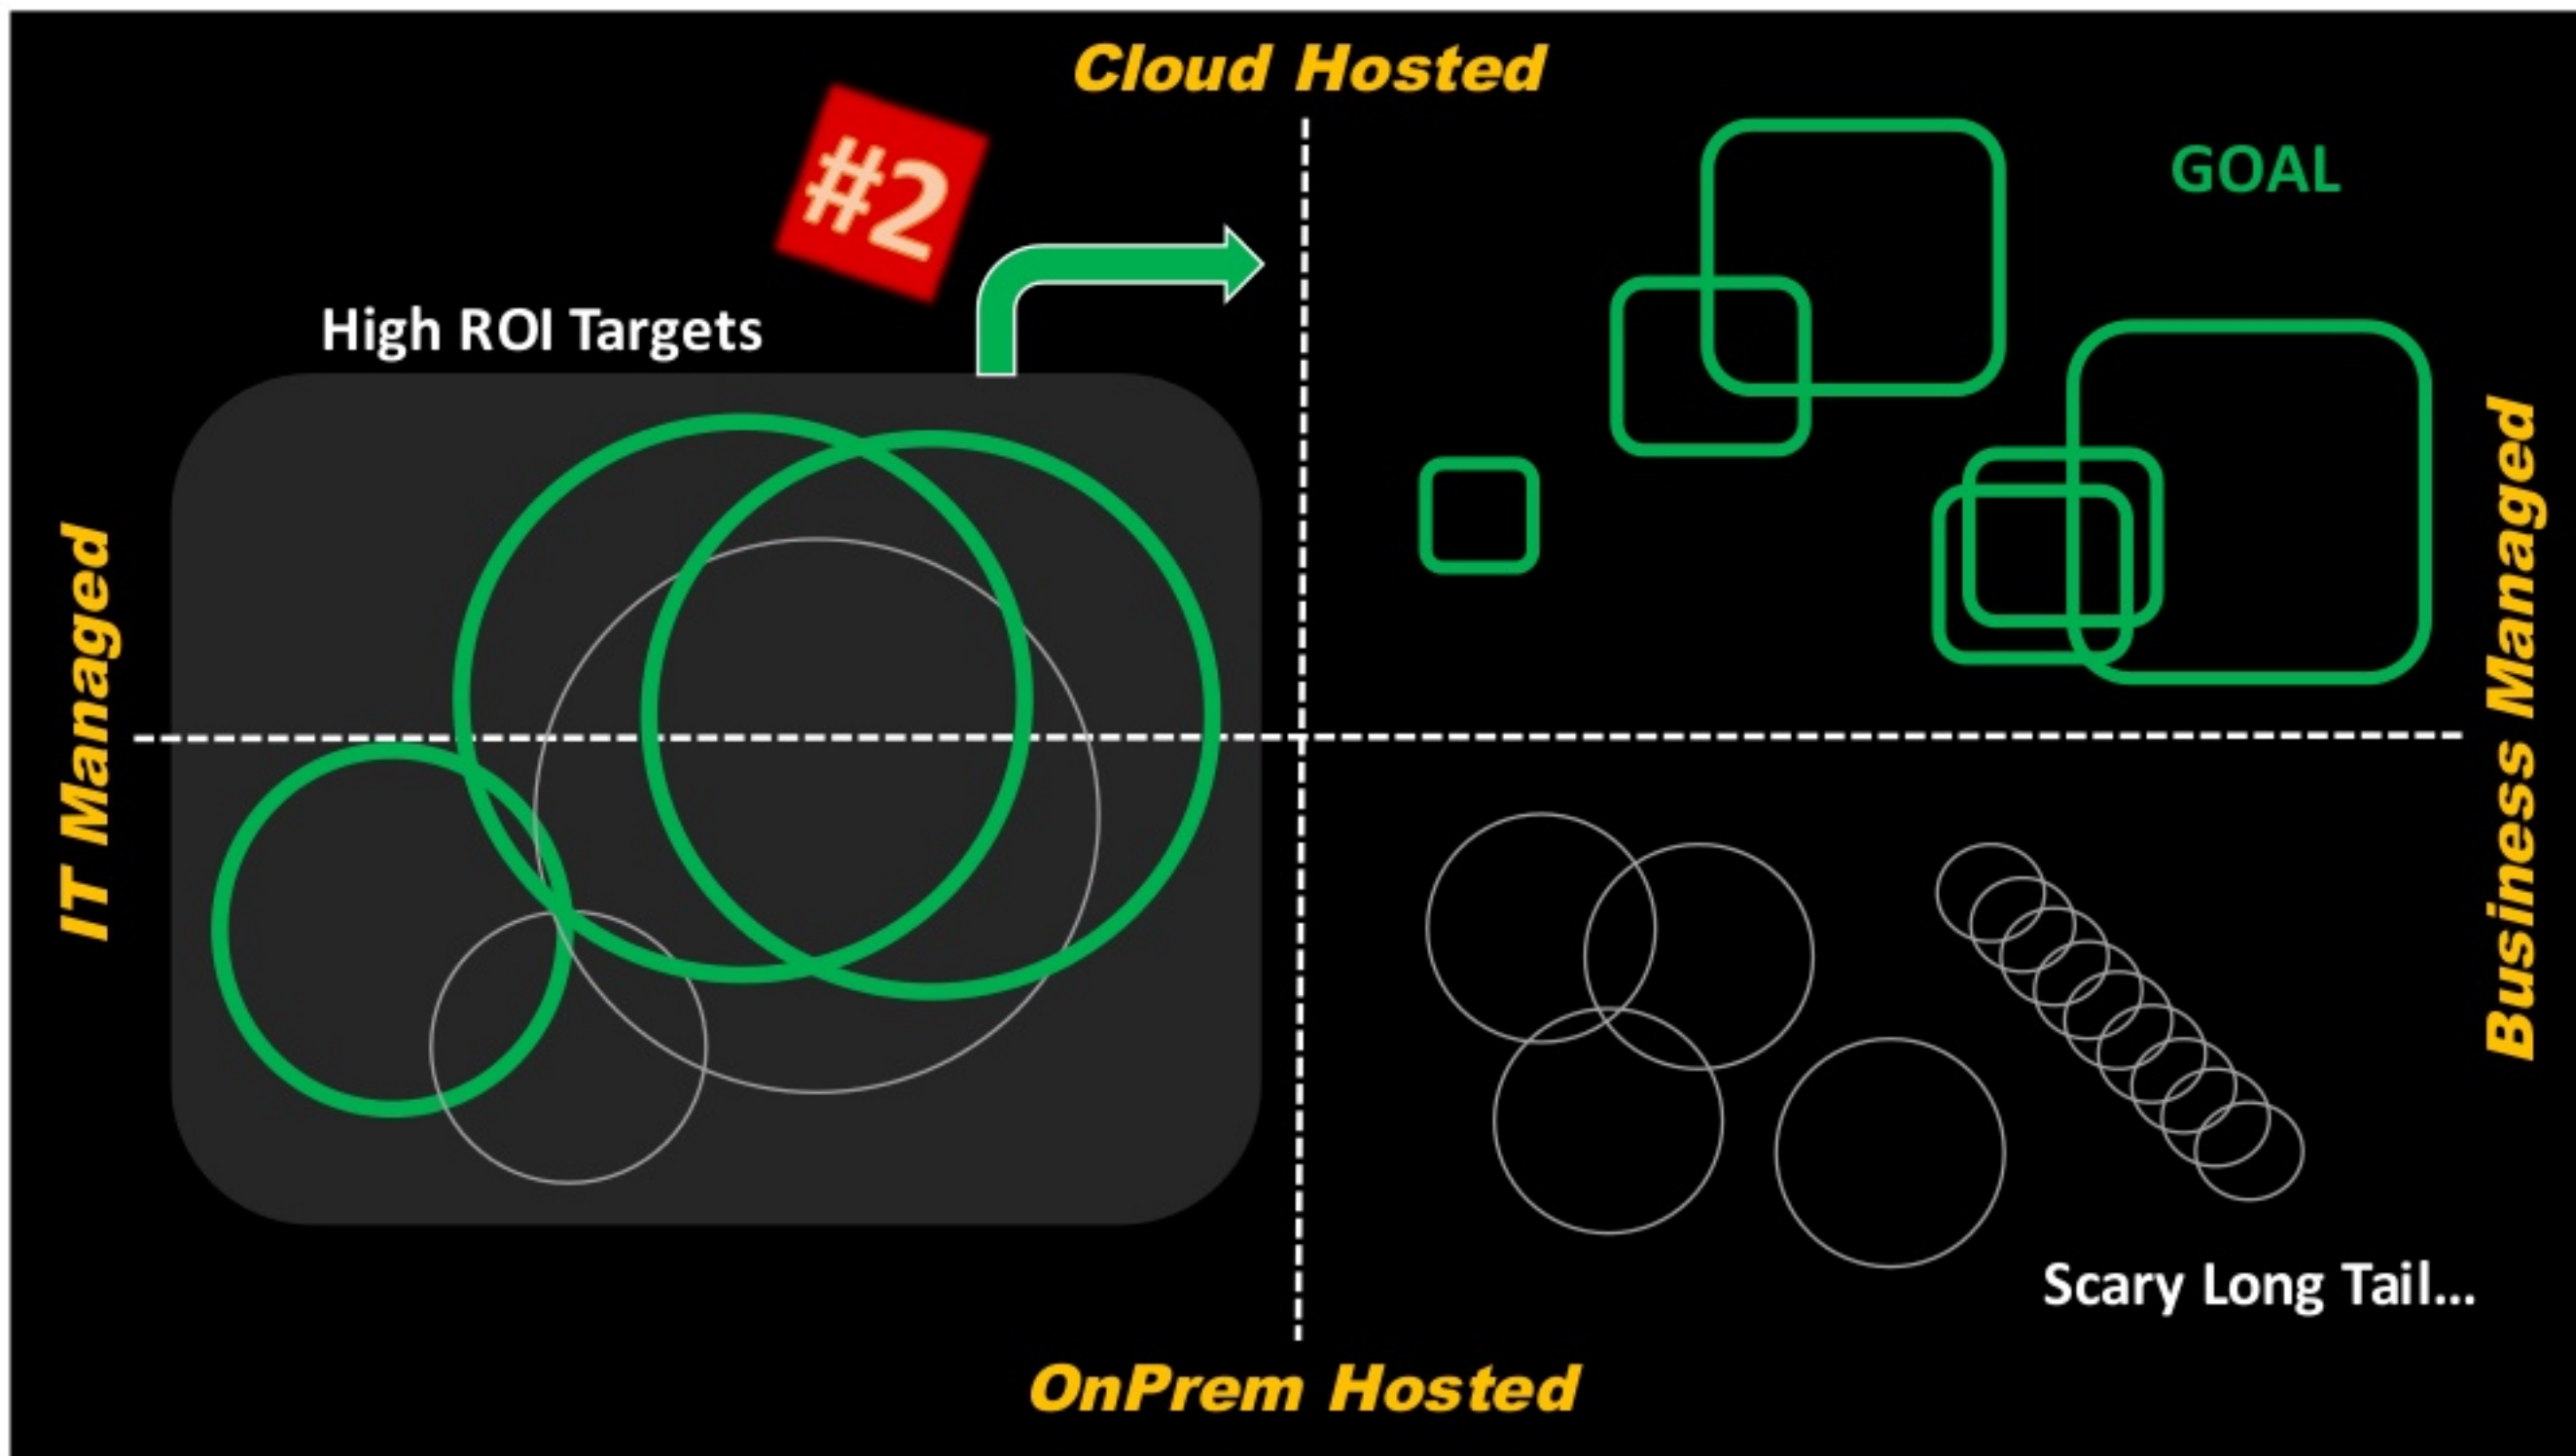 Cloud Hosted
#2
GOAL
High ROI Targets
IT Managed
Business Managed
Scary Long Tail...
OnPrem Hosted